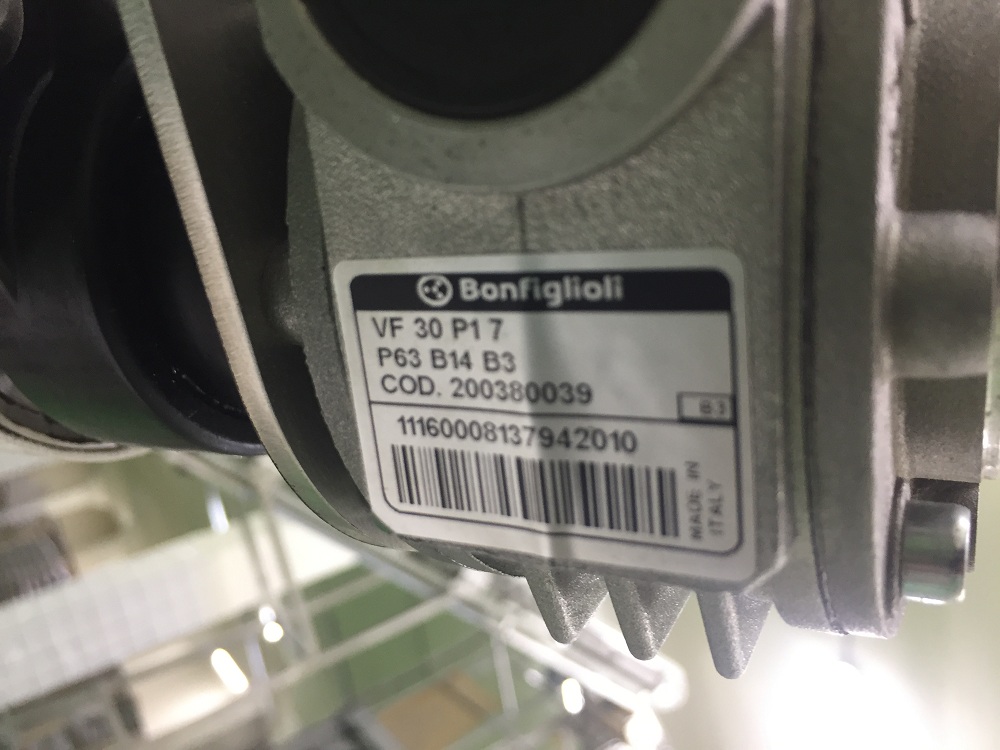 Bonfiglioli
VF 30 P1 7
P63 B14 B3
COD. 200380039
B3
11160008137942010
MADE IN
ITALY